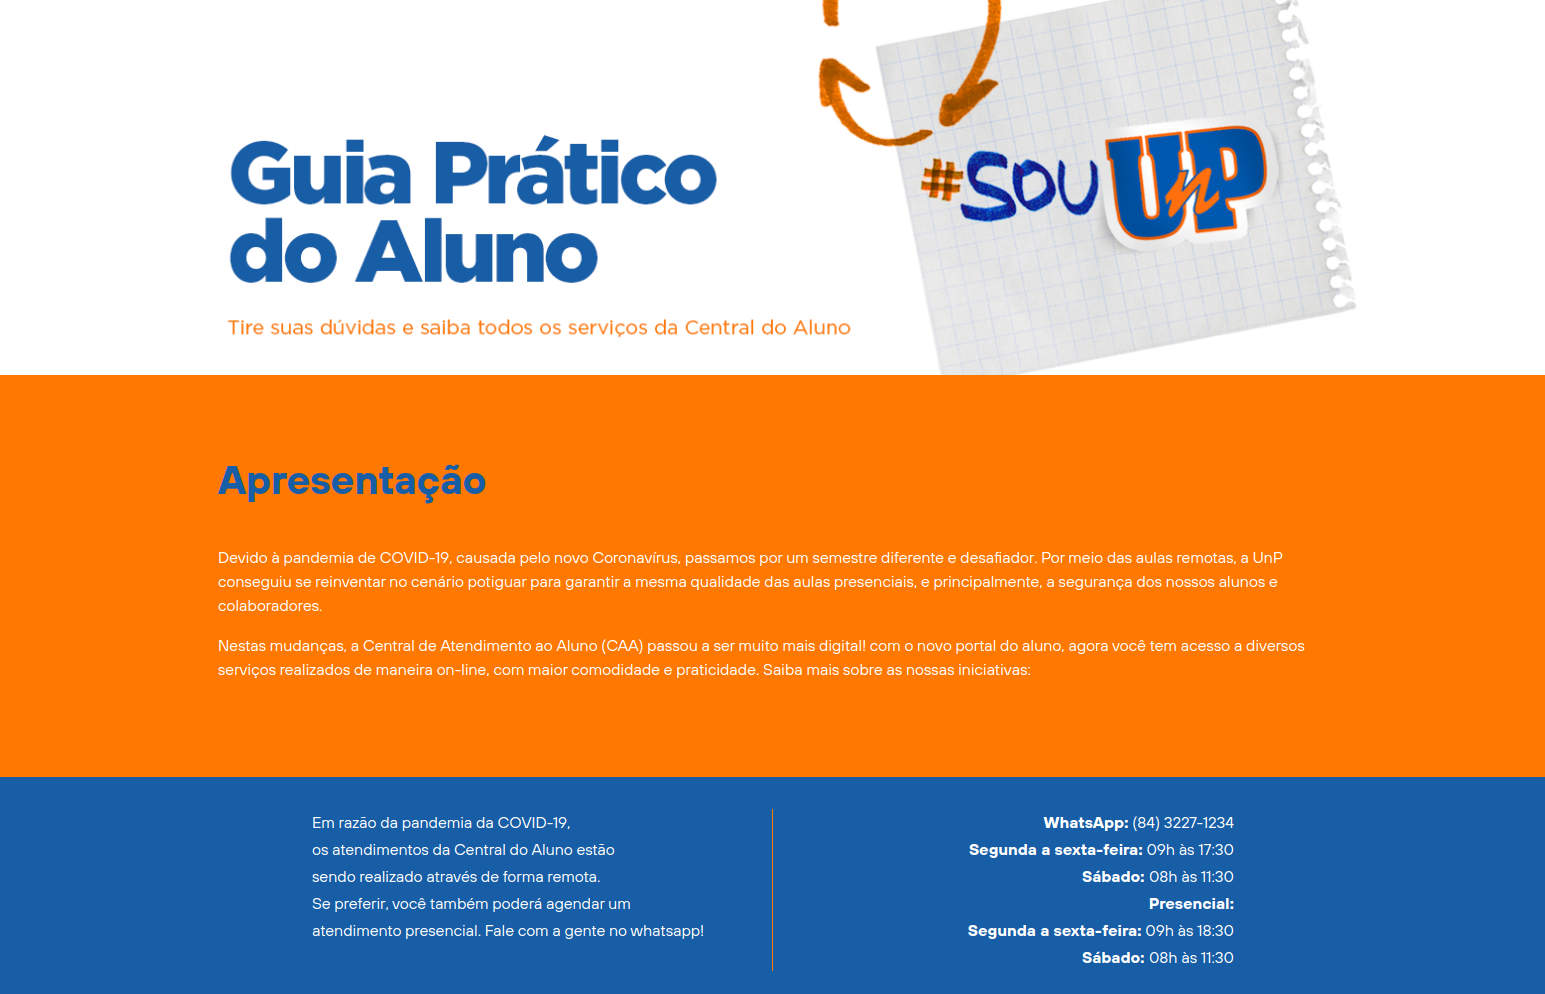 #SOU UnP
Guia Prático
do Aluno
Tire suas dúvidas e saiba todos os serviços da Central do Aluno
Apresentação
Devido à pandemia de COVID-19, causada pelo novo Coronavírus, passamos por um semestre diferente e desafiador. Por meio das aulas remotas, a UnP
conseguiu se reinventar no cenário potiguar para garantir a mesma qualidade das aulas presenciais, e principalmente, a segurança dos nossos alunos e
colaboradores.
Nestas mudanças, a Central de Atendimento ao Aluno (CAA) passou a ser muito mais digital! com o novo portal do aluno, agora você tem acesso a diversos
serviços realizados de maneira on-line, com maior comodidade e praticidade. Saiba mais sobre as nossas iniciativas:
Em razão da pandemia da COVID-19,
os atendimentos da Central do Aluno estão
sendo realizado através de forma remota.
Se preferir, você também poderá agendar um
atendimento presencial. Fale com a gente no whatsapp!
WhatsApp: (84) 3227-1234
Segunda a sexta-feira: 09h às 17:30
Sábado: 08h às 11:30
Presencial:
Segunda a sexta-feira: 09h às 18:30
Sábado: 08h às 11:30